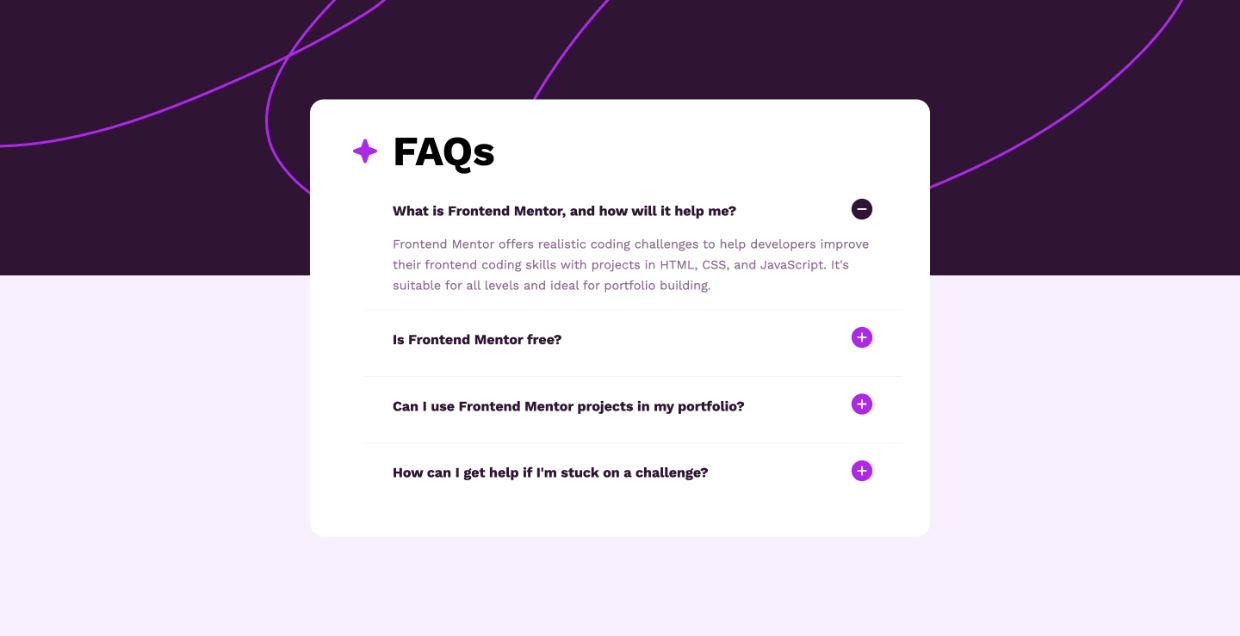 FAQs
What is Frontend Mentor, and how will it help me?
Frontend Mentor offers realistic coding challenges to help developers improve
their frontend coding skills with projects in HTML, CSS, and JavaScript. It's
suitable for all levels and ideal for portfolio building.
Is Frontend Mentor free?
Can I use Frontend Mentor projects in my portfolio?
How can I get help if I'm stuck on a challenge?